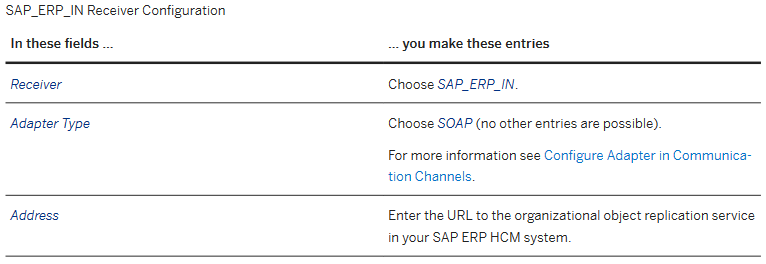 SAP_ERP_IN Receiver Configuration
In these fields ... ... you make these entries
Receiver Choose SAP_ERP_IN.
Adapter Type Choose SOAP (no other entries are possible).
For more information see Configure Adapter in Communica-
tion Channels.
Address Enter the URL to the organizational object replication service
in your SAP ERP HCM system.